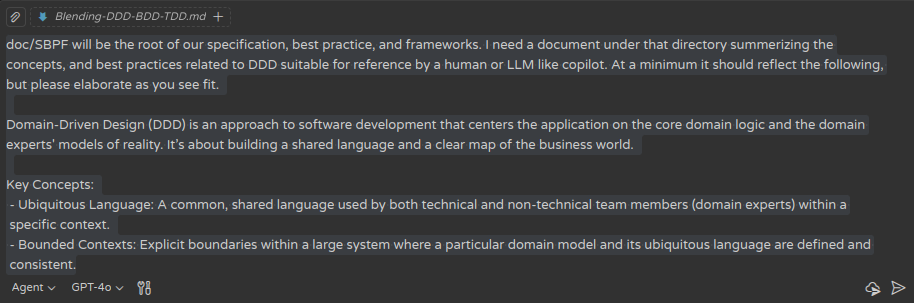 Blending-DDD-BDD-TDD.md +
doc/SBPF will be the root of our specification, best practice, and frameworks. I need a document under that directory summerizing the
concepts, and best practices related to DDD suitable for reference by a human or LLM like copilot. At a minimum it should reflect the following,
but please elaborate as you see fit.
Domain-Driven Design (DDD) is an approach to software development that centers the application on the core domain logic and the domain
experts' models of reality. It's about building a shared language and a clear map of the business world.
Key Concepts:
- Ubiquitous Language: A common, shared language used by both technical and non-technical team members (domain experts) within a
specific context.
- Bounded Contexts: Explicit boundaries within a large system where a particular domain model and its ubiquitous language are defined and
consistent.
Agent GPT-4o